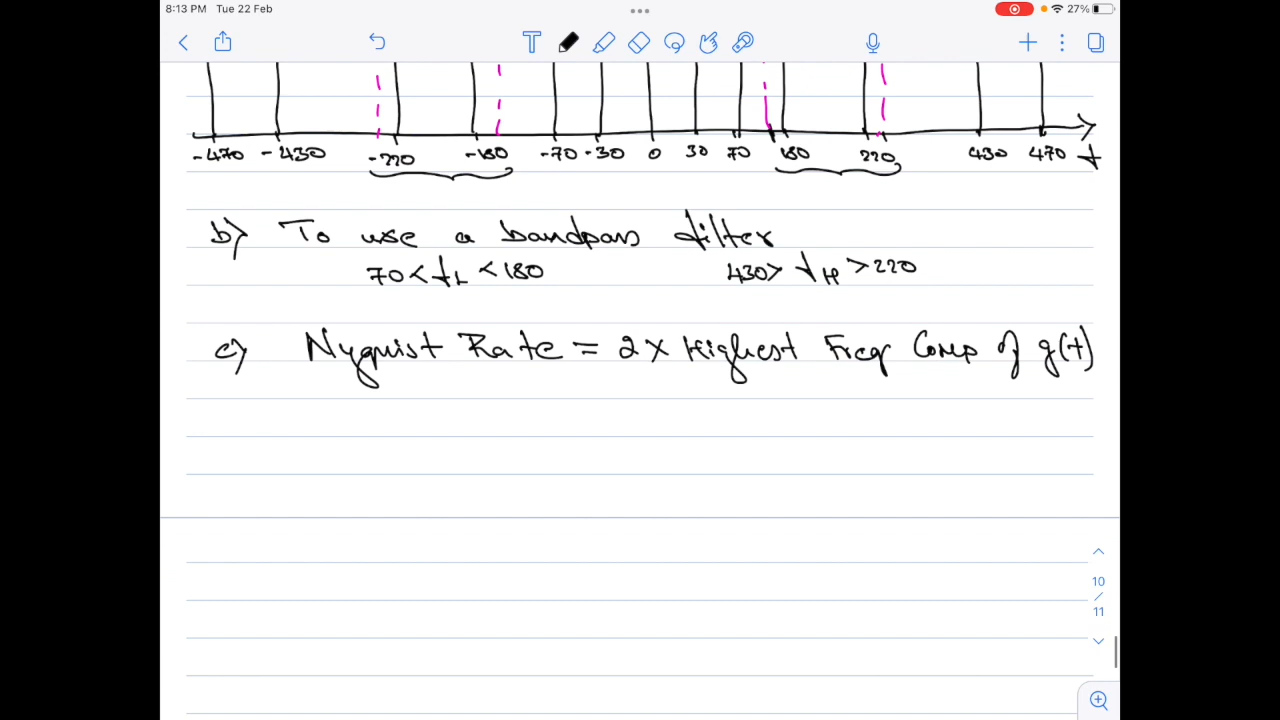 8:13 PM Tue 22 Feb 27%
T
-470 -430 -220 -180 -70 -30 0 30 70 180 220 430 470 f
b) To use a bandpass filter
70 < fL < 180 430 > fH > 220
c) Nyquist Rate = 2 x Highest Freq Comp of g(t)
10
/
11